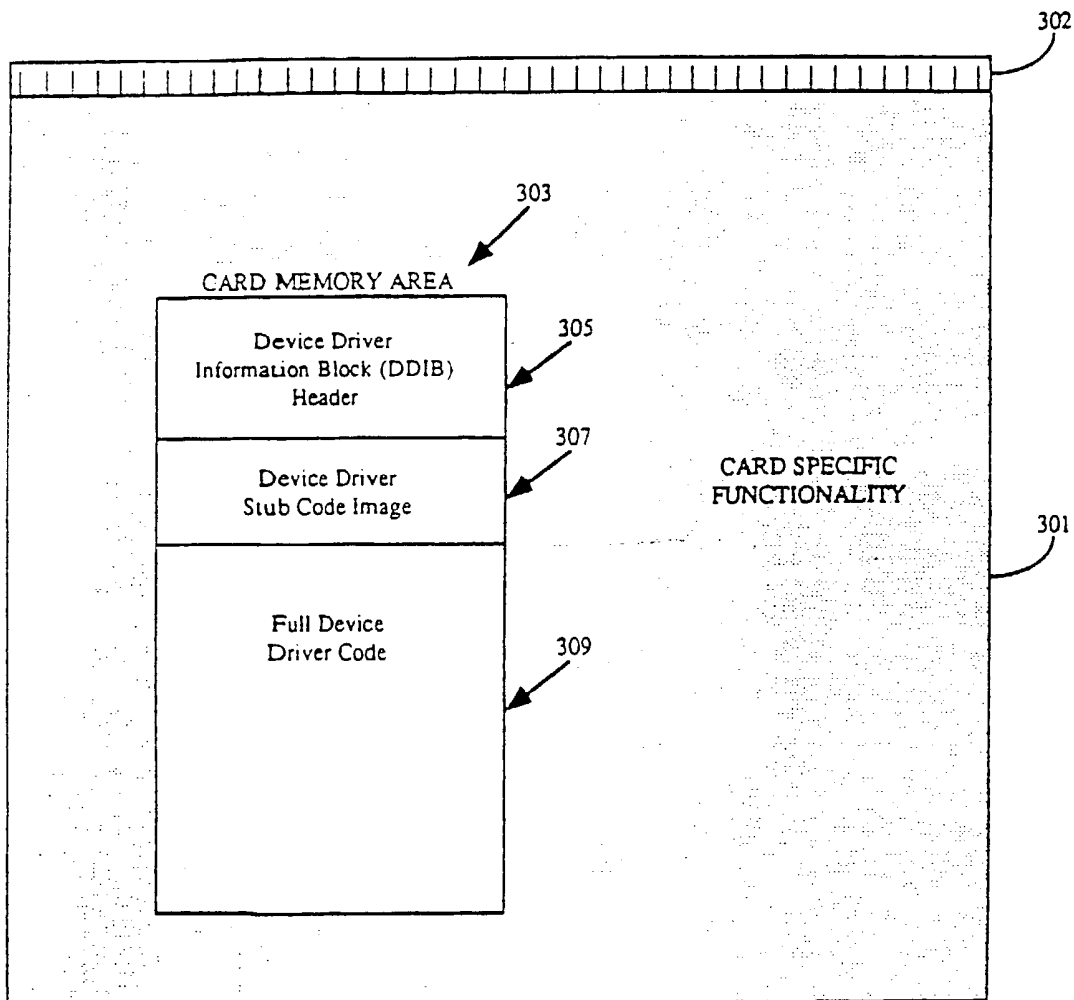 302
303
CARD MEMORY AREA
Device Driver
Information Block (DDIB)
Header
305
307
Device Driver
Stub Code Image
CARD SPECIFIC
FUNCTIONALITY
301
Full Device
Driver Code
309